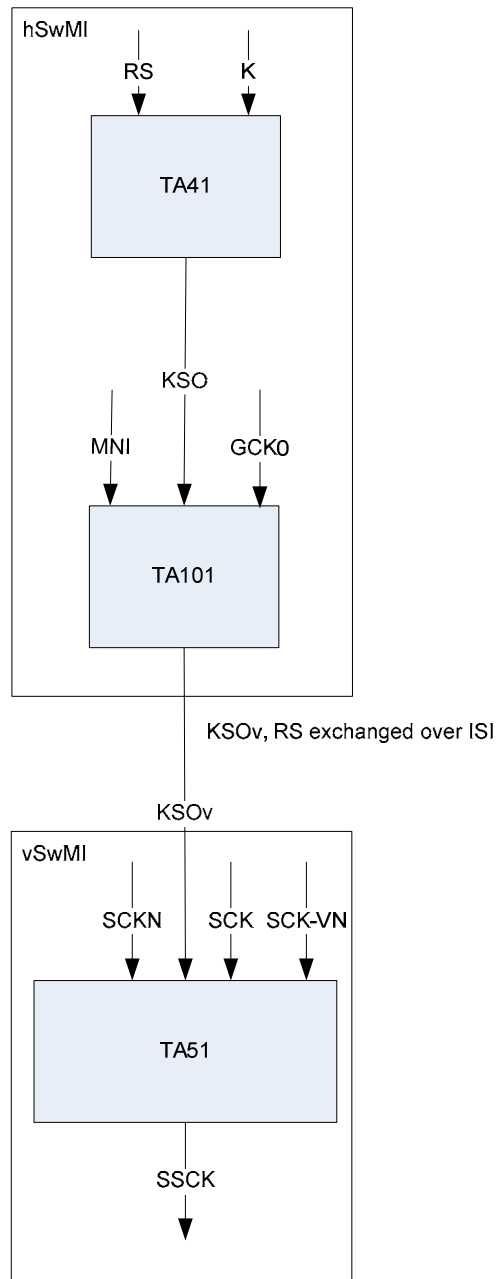 hSwMI
RS K
TA41
KSO
MNI GCK0
TA101
KSOv, RS exchanged over ISI
KSOv
vSwMI
SCKN SCK SCK-VN
TA51
SSCK